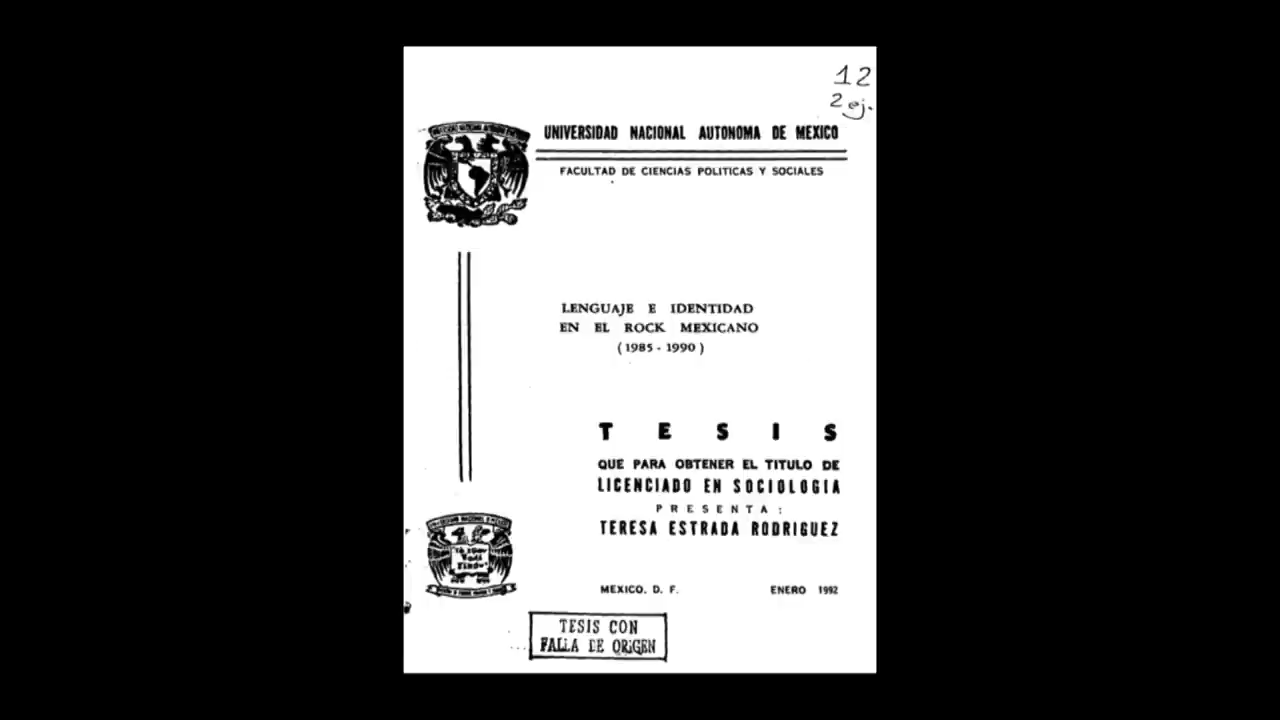 12
2 ej.
UNIVERSIDAD NACIONAL AUTONOMA DE MEXICO
FACULTAD DE CIENCIAS POLITICAS Y SOCIALES
LENGUAJE E IDENTIDAD
EN EL ROCK MEXICANO
(1985 - 1990)
TESIS
QUE PARA OBTENER EL TITULO DE
LICENCIADO EN SOCIOLOGIA
PRESENTA:
TERESA ESTRADA RODRIGUEZ
MEXICO, D. F. ENERO 1992
TESIS CON
FALLA DE ORIGEN